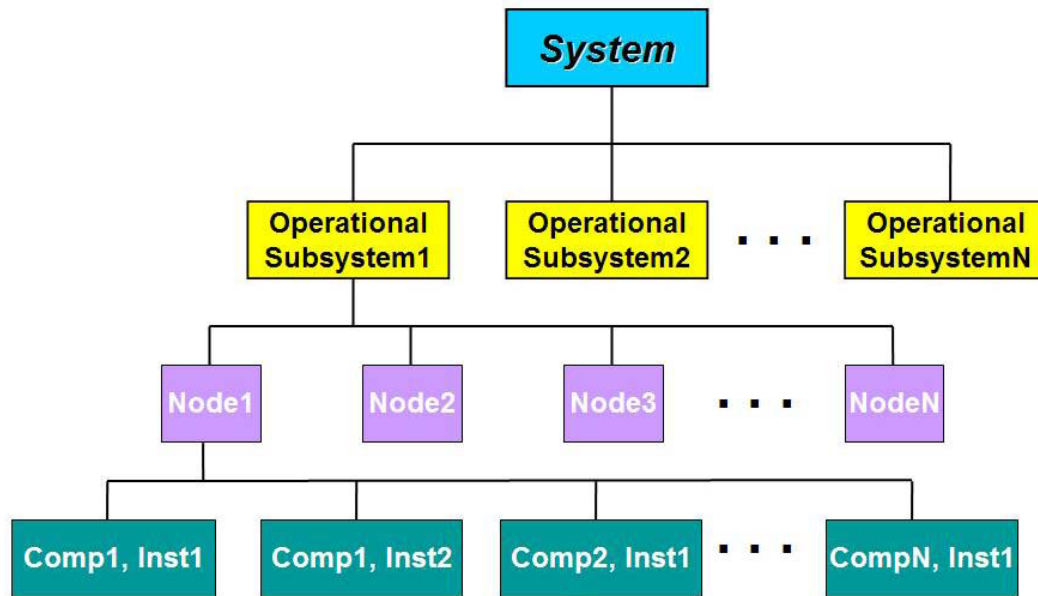 System
Operational
Subsystem1
Operational
Subsystem2
. . .
Operational
SubsystemN
Node1
Node2
Node3
. . .
NodeN
Comp1, Inst1
Comp1, Inst2
Comp2, Inst1
. . .
CompN, Inst1